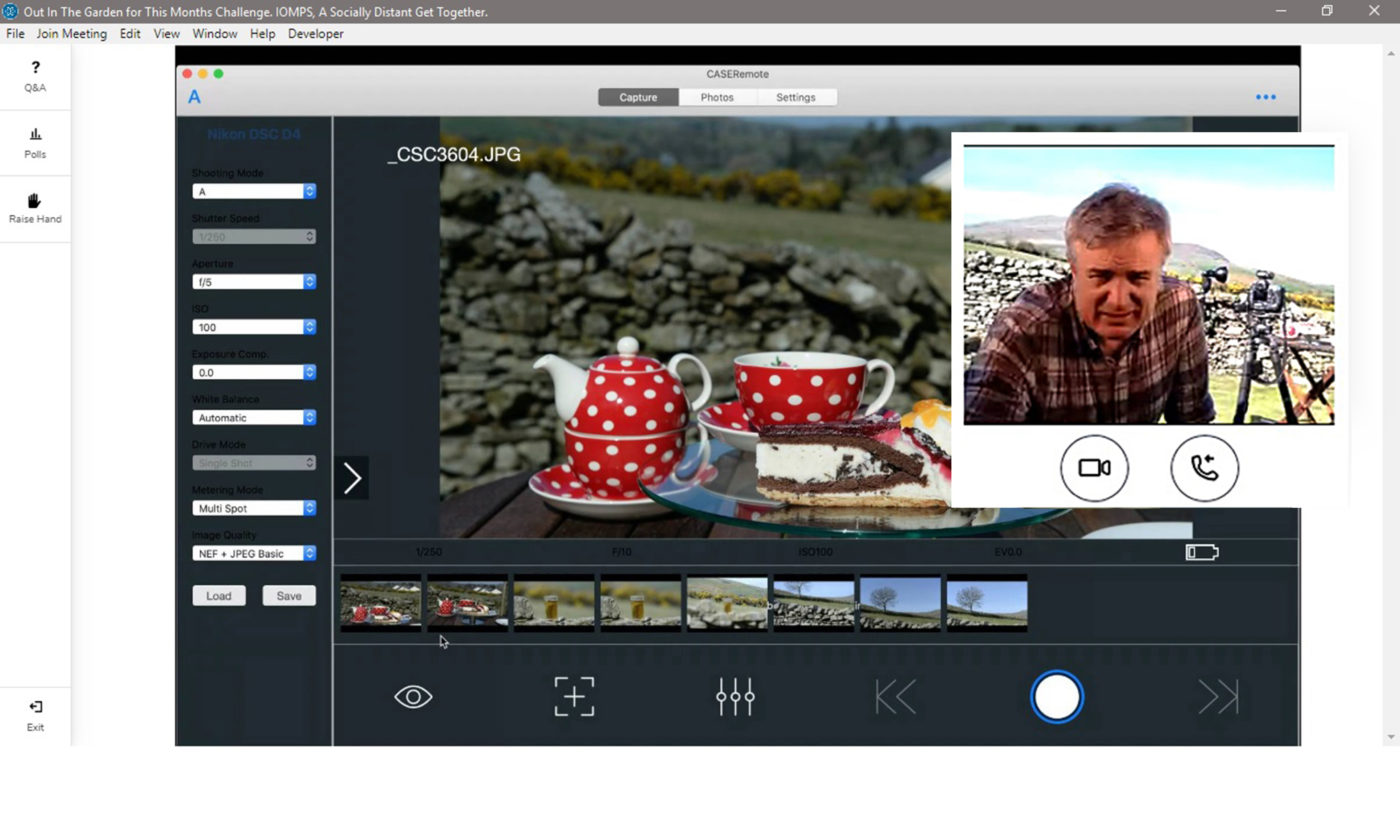 Out In The Garden for This Months Challenge. IOMPS, A Socially Distant Get Together.
File Join Meeting Edit View Window Help Developer
?
Q&A
Polls
Raise Hand
Exit
CASERemote
A
Capture Photos Settings
Nikon DSC D4
_CSC3604.JPG
Shooting Mode
A
Shutter Speed
1/250
Aperture
f/5
ISO
100
Exposure Comp.
0.0
White Balance
Automatic
Drive Mode
Single Shot
Metering Mode
Multi Spot
Image Quality
NEF + JPEG Basic
Load Save
1/250 F/10 ISO100 EV0.0